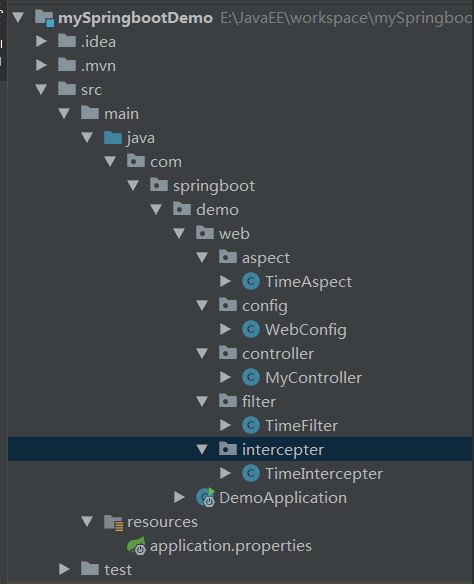 mySpringbootDemo E:\JavaEE\workspace\mySpringboo
.idea
.mvn
src
main
java
com
springboot
demo
web
aspect
TimeAspect
config
WebConfig
controller
MyController
filter
TimeFilter
intercepter
TimeIntercepter
DemoApplication
resources
application.properties
test